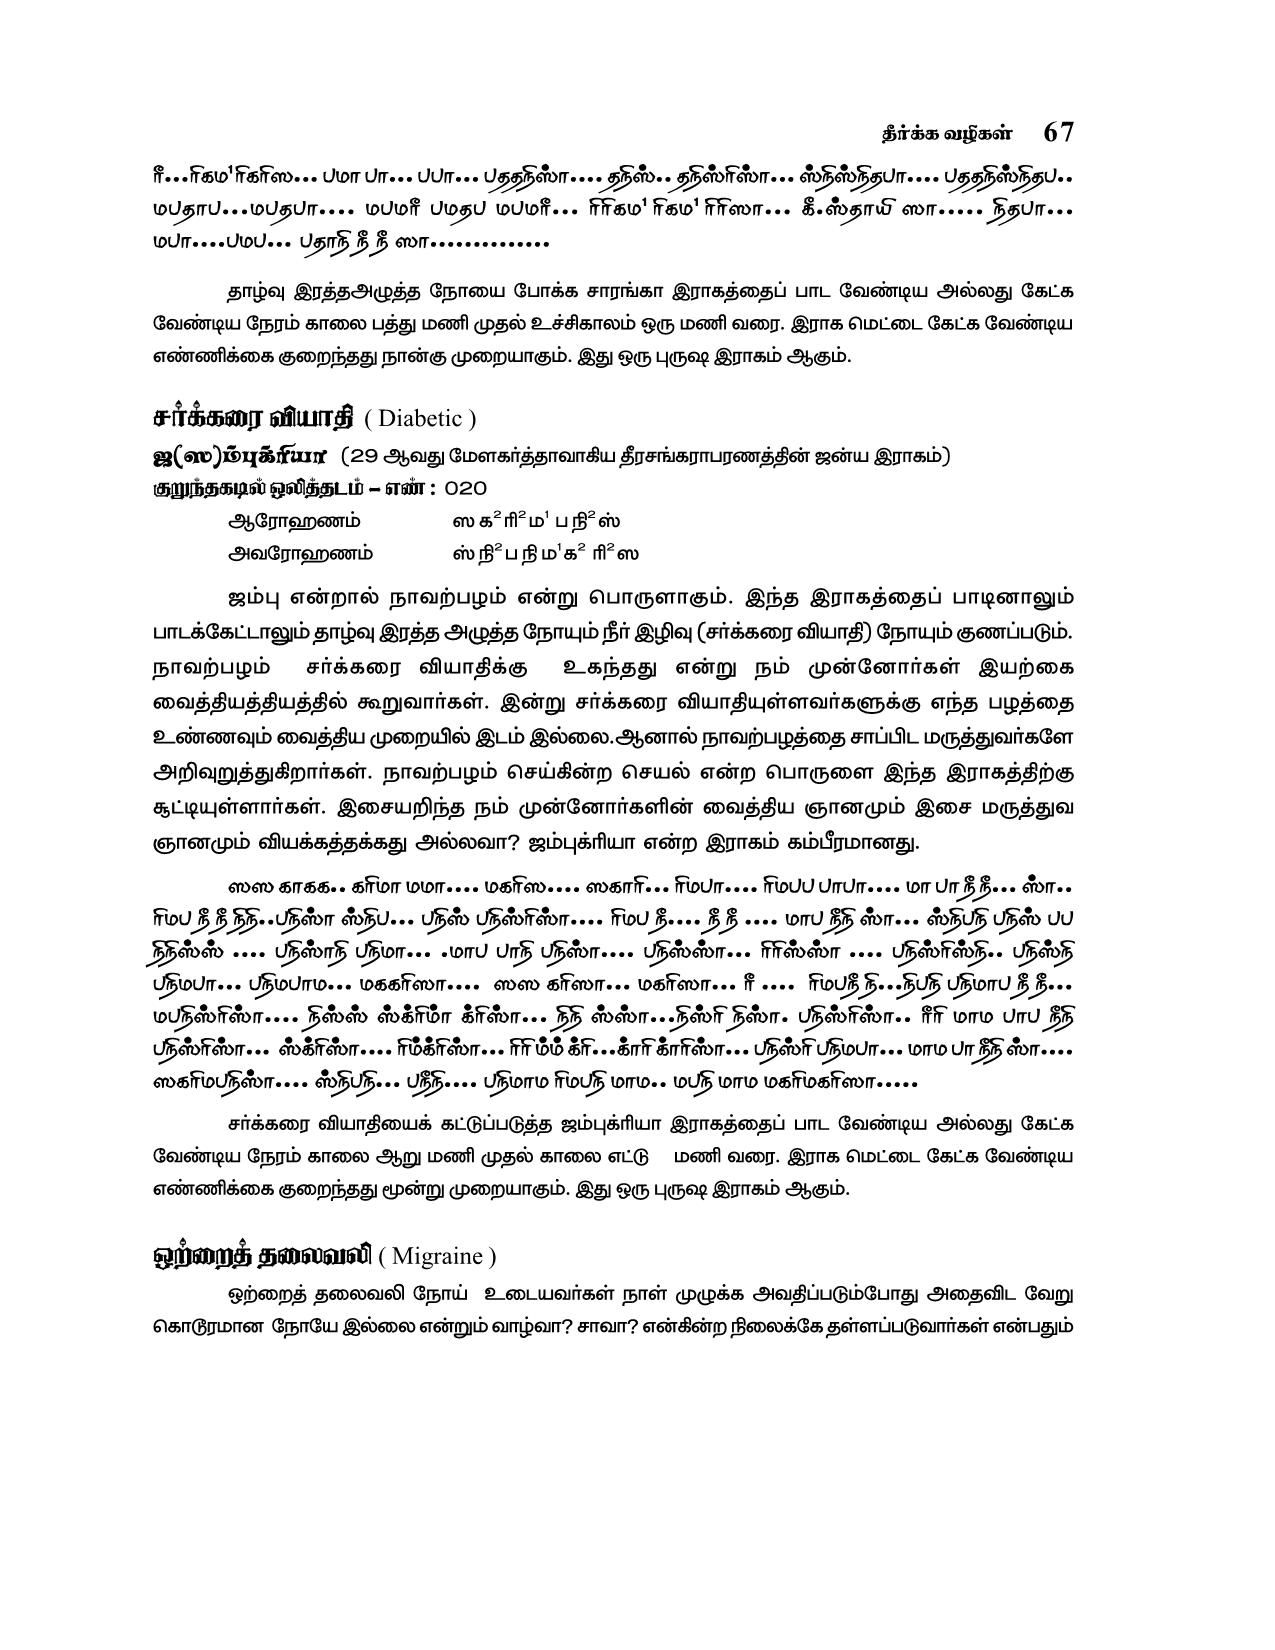 தீர்க்க வழிகள் 67
ரீ...ரிகம¹ரிகரிஸ... பமா பா... பபா... பததநிஸ்ா.... தநிஸ்.. தநிஸ்ரிஸ்ா... ஸ்நிஸ்நிதபா.... பததநிஸ்நிதப..
மபதாப...மபதபா.... மபமரீ பமதப மபமரீ... ரிரிகம¹ ரிகம¹ ரிரிஸா... கீ.ஸ்தாயி ஸா..... நிதபா...
மபா....பமப... பதாநி நீ நீ ஸா..............
தாழ்வு இரத்தஅழுத்த நோயை போக்க சாரங்கா இராகத்தைப் பாட வேண்டிய அல்லது கேட்க
வேண்டிய நேரம் காலை பத்து மணி முதல் உச்சிகாலம் ஒரு மணி வரை. இராக மெட்டை கேட்க வேண்டிய
எண்ணிக்கை குறைந்தது நான்கு முறையாகும். இது ஒரு புருஷ இராகம் ஆகும்.
சர்க்கரை வியாதி ( Diabetic )
ஜ(ஸ)ம்புக்ரியா (29 ஆவது மேளகர்த்தாவாகிய தீரசங்கராபரணத்தின் ஜன்ய இராகம்)
குறுந்தகடில் ஒலித்தடம் – எண் : 020
ஆரோஹணம் ஸ க²ரி²ம¹ ப நி²ஸ்
அவரோஹணம் ஸ் நி²ப நி ம¹க² ரி²ஸ
ஜம்பு என்றால் நாவற்பழம் என்று பொருளாகும். இந்த இராகத்தைப் பாடினாலும்
பாடக்கேட்டாலும் தாழ்வு இரத்த அழுத்த நோயும் நீர் இழிவு (சர்க்கரை வியாதி) நோயும் குணப்படும்.
நாவற்பழம் சர்க்கரை வியாதிக்கு உகந்தது என்று நம் முன்னோர்கள் இயற்கை
வைத்தியத்தியத்தில் கூறுவார்கள். இன்று சர்க்கரை வியாதியுள்ளவர்களுக்கு எந்த பழத்தை
உண்ணவும் வைத்திய முறையில் இடம் இல்லை.ஆனால் நாவற்பழத்தை சாப்பிட மருத்துவர்களே
அறிவுறுத்துகிறார்கள். நாவற்பழம் செய்கின்ற செயல் என்ற பொருளை இந்த இராகத்திற்கு
சூட்டியுள்ளார்கள். இசையறிந்த நம் முன்னோர்களின் வைத்திய ஞானமும் இசை மருத்துவ
ஞானமும் வியக்கத்தக்கது அல்லவா? ஜம்புக்ரியா என்ற இராகம் கம்பீரமானது.
ஸஸ காகக.. கரிமா மமா.... மகரிஸ.... ஸகாரி... ரிமபா.... ரிமபப பாபா.... மா பா நீ நீ... ஸ்ா..
ரிமப நீ நீ நிநி..பநிஸ்ா ஸ்நிப... பநிஸ் பநிஸ்ரிஸ்ா.... ரிமப நீ.... நீ நீ .... மாப நீநி ஸ்ா... ஸ்நிபநி பநிஸ் பப
நிநிஸ்ஸ் .... பநிஸ்ாநி பநிமா... .மாப பாநி பநிஸ்ா.... பநிஸ்ஸ்ா... ரிரிஸ்ஸ்ா .... பநிஸ்ரிஸ்நி.. பநிஸ்நி
பநிமபா... பநிமபாம... மககரிஸா.... ஸஸ கரிஸா... மகரிஸா... ரீ .... ரிமபநீ நி...நிபநி பநிமாப நீ நீ...
மபநிஸ்ரிஸ்ா.... நிஸ்ஸ் ஸ்க்ரிம்ா க்ரிஸ்ா... நிநி ஸ்ஸ்ா...நிஸ்ரி நிஸ்ா. பநிஸ்ரிஸ்ா.. ரீரி மாம பாப நீநி
பநிஸ்ரிஸ்ா... ஸ்க்ரிஸ்ா.... ரிம்க்ரிஸ்ா... ரிரி ம்ம் க்ரி...க்ாரி க்ாரிஸ்ா... பநிஸ்ரி பநிமபா... மாம பா நீநி ஸ்ா....
ஸகரிமபநிஸ்ா.... ஸ்நிபநி... பநீநி.... பநிமாம ரிமபநி மாம.. மபநி மாம மகரிமகரிஸா.....
சர்க்கரை வியாதியைக் கட்டுப்படுத்த ஜம்புக்ரியா இராகத்தைப் பாட வேண்டிய அல்லது கேட்க
வேண்டிய நேரம் காலை ஆறு மணி முதல் காலை எட்டு மணி வரை. இராக மெட்டை கேட்க வேண்டிய
எண்ணிக்கை குறைந்தது மூன்று முறையாகும். இது ஒரு புருஷ இராகம் ஆகும்.
ஒற்றைத் தலைவலி ( Migraine )
ஒற்றைத் தலைவலி நோய் உடையவர்கள் நாள் முழுக்க அவதிப்படும்போது அதைவிட வேறு
கொடூரமான நோயே இல்லை என்றும் வாழ்வா? சாவா? என்கின்ற நிலைக்கே தள்ளப்படுவார்கள் என்பதும்